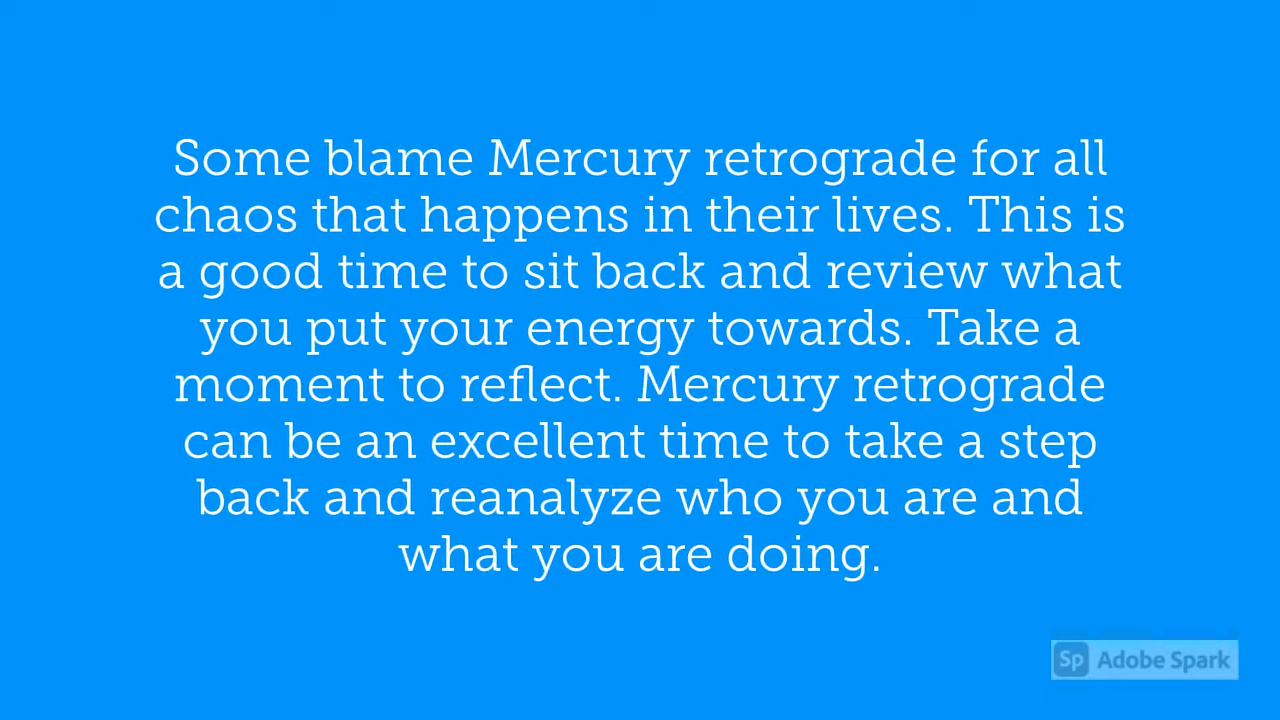 Some blame Mercury retrograde for all
chaos that happens in their lives. This is
a good time to sit back and review what
you put your energy towards. Take a
moment to reflect. Mercury retrograde
can be an excellent time to take a step
back and reanalyze who you are and
what you are doing.
Sp Adobe Spark